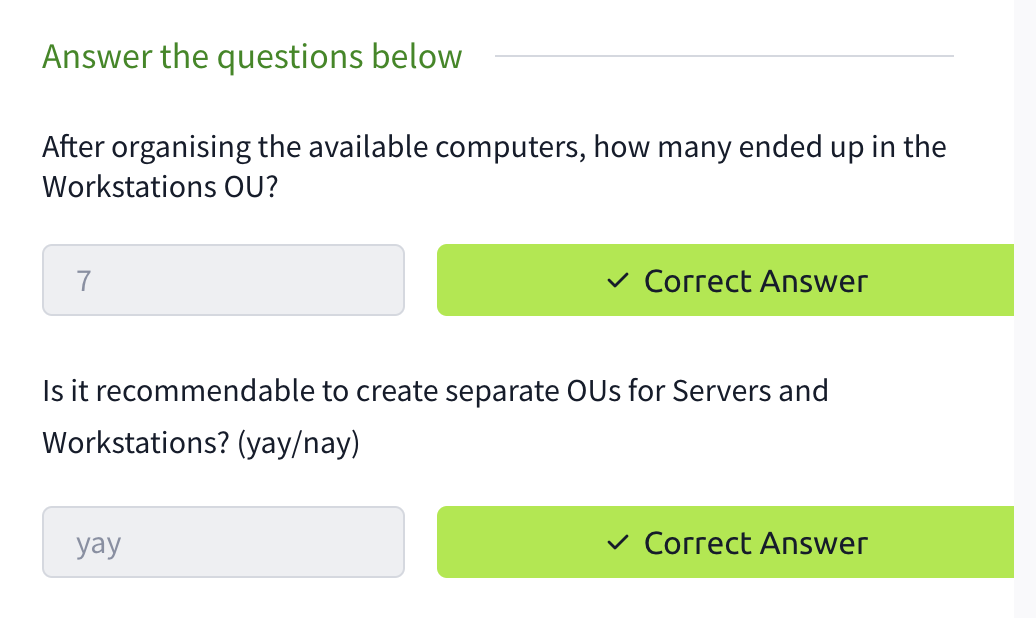 Answer the questions below
After organising the available computers, how many ended up in the
Workstations OU?
7
✓ Correct Answer
Is it recommendable to create separate OUs for Servers and
Workstations? (yay/nay)
yay
✓ Correct Answer